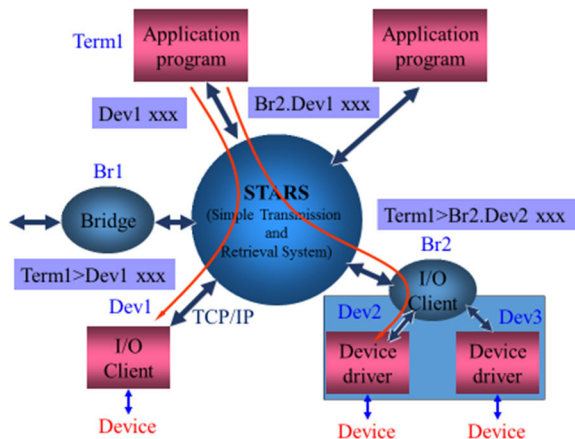 Term1
Application
program
Application
program
Dev1 xxx
Br2.Dev1 xxx
Br1
Bridge
STARS
(Simple Transmission
and
Retrieval System)
Term1>Br2.Dev2 xxx
Br2
I/O
Client
Term1>Dev1 xxx
Dev1
TCP/IP
I/O
Client
Device
Dev2
Dev3
Device
driver
Device
driver
Device
Device